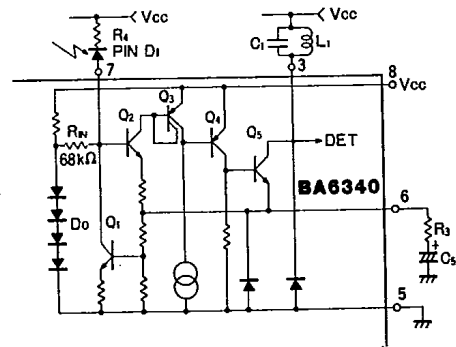 Vcc
Vcc
R4
PIN D1
C1
L1
7
3
8
Vcc
Q3
Q2
Q4
RIN
68kΩ
Q5
DET
BA6340
6
D0
R3
Q1
+
C5
5